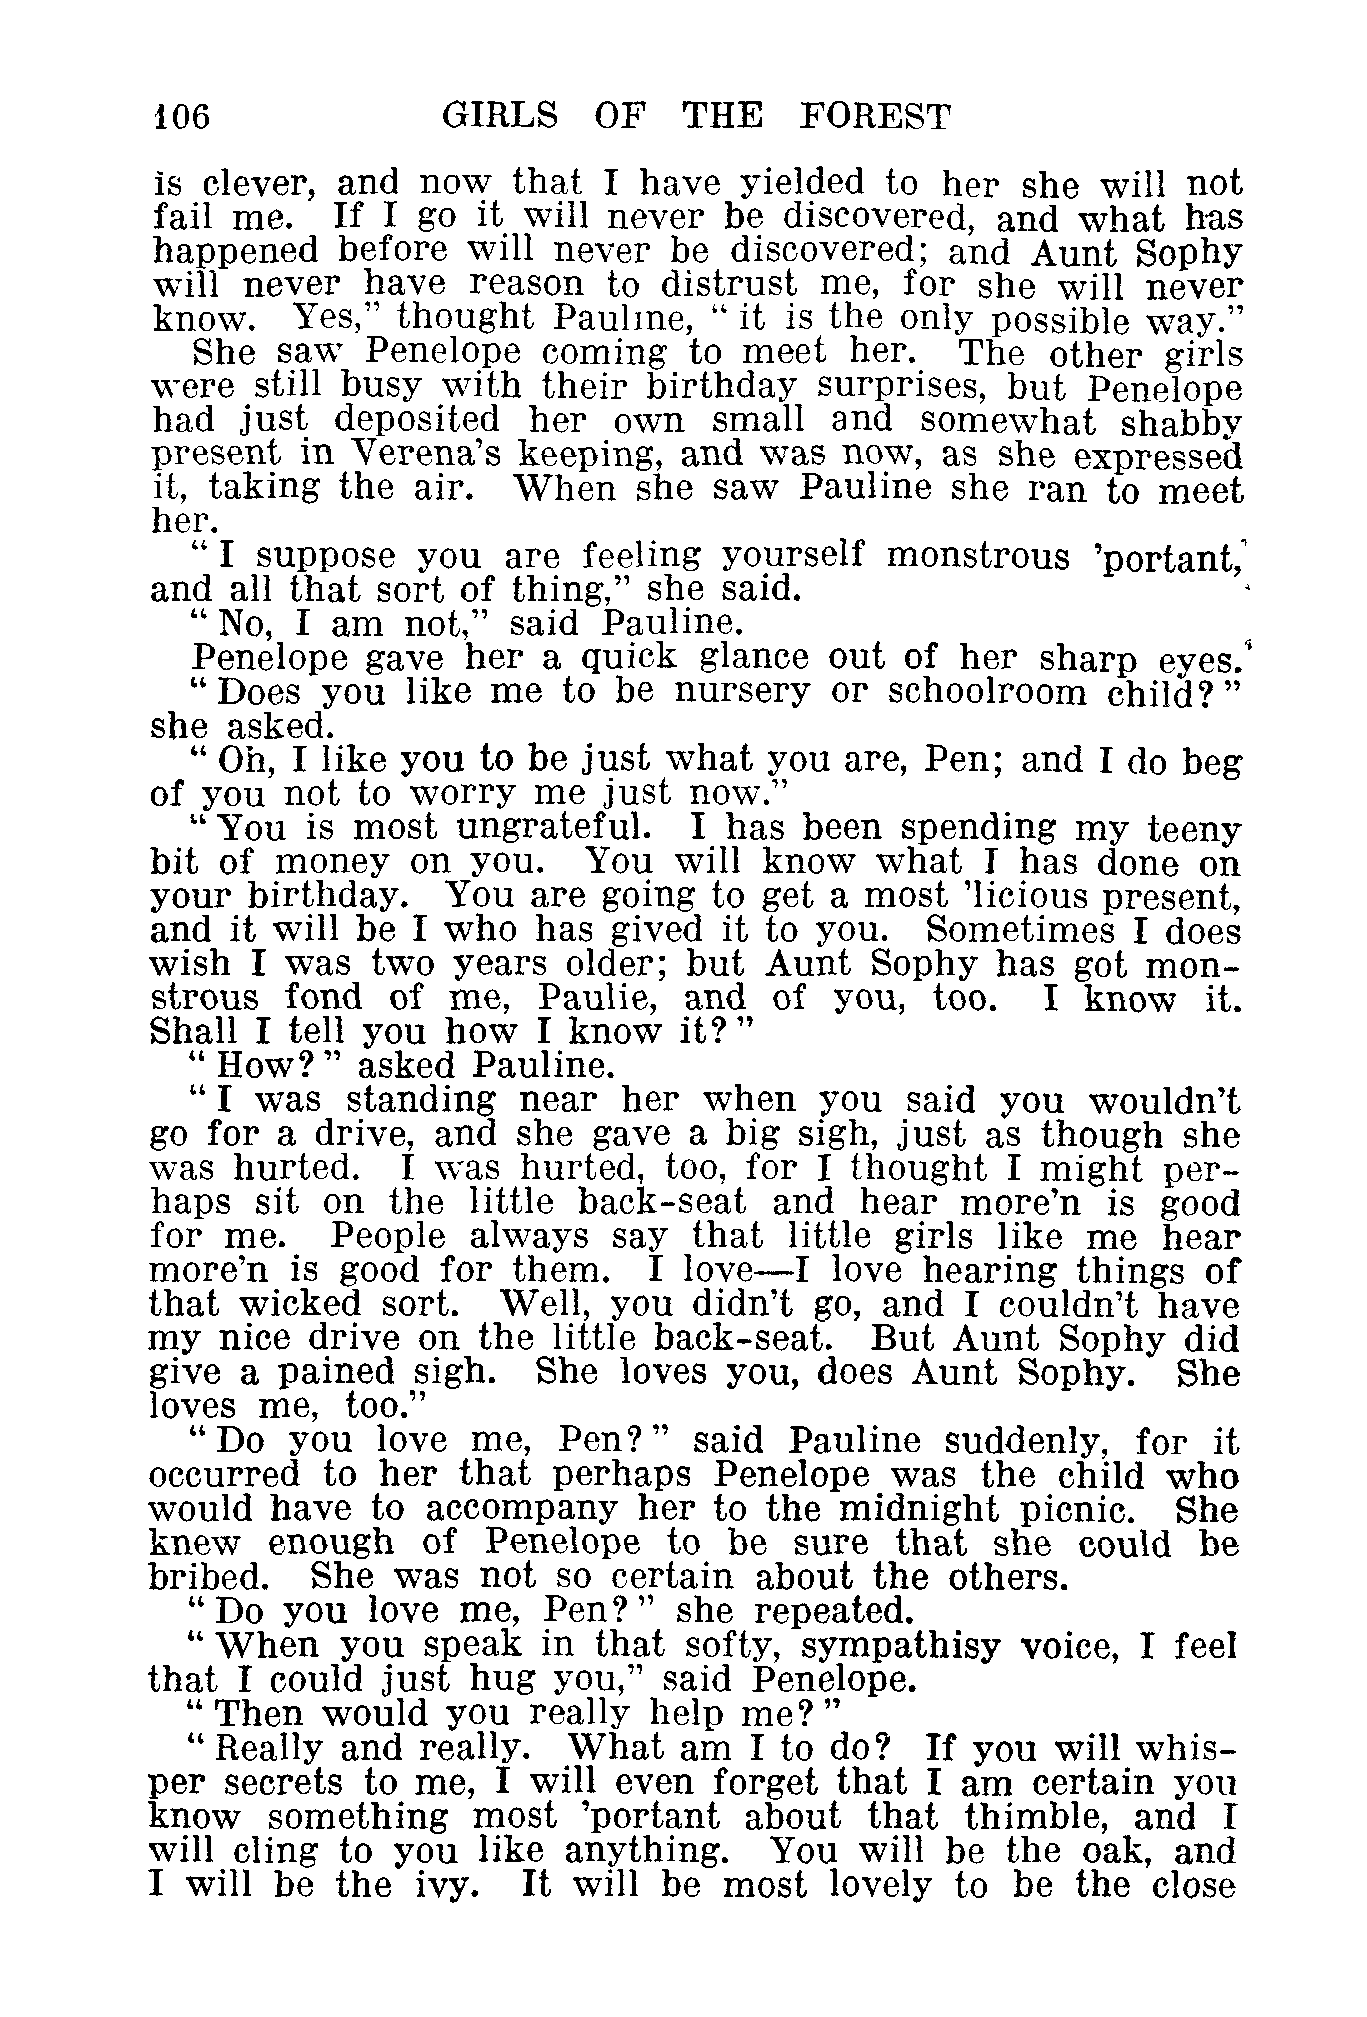 106 GIRLS OF THE FOREST
is clever, and now that I have yielded to her she will not
fail me. If I go it will never be discovered, and what has
happened before will never be discovered; and Aunt Sophy
will never have reason to distrust me, for she will never
know. Yes,” thought Pauline, “ it is the only possible way.”
She saw Penelope coming to meet her. The other girls
were still busy with their birthday surprises, but Penelope
had just deposited her own small and somewhat shabby
present in Verena’s keeping, and was now, as she expressed
it, taking the air. When she saw Pauline she ran to meet
her.
“ I suppose you are feeling yourself monstrous ’portant,
and all that sort of thing,” she said.
“ No, I am not,” said Pauline.
Penelope gave her a quick glance out of her sharp eyes.
“ Does you like me to be nursery or schoolroom child? ”
she asked.
“ Oh, I like you to be just what you are, Pen; and I do beg
of you not to worry me just now.”
“ You is most ungrateful. I has been spending my teeny
bit of money on you. You will know what I has done on
your birthday. You are going to get a most ’licious present,
and it will be I who has gived it to you. Sometimes I does
wish I was two years older; but Aunt Sophy has got mon-
strous fond of me, Paulie, and of you, too. I know it.
Shall I tell you how I know it? ”
“ How? ” asked Pauline.
“ I was standing near her when you said you wouldn’t
go for a drive, and she gave a big sigh, just as though she
was hurted. I was hurted, too, for I thought I might per-
haps sit on the little back-seat and hear more’n is good
for me. People always say that little girls like me hear
more’n is good for them. I love—I love hearing things of
that wicked sort. Well, you didn’t go, and I couldn’t have
my nice drive on the little back-seat. But Aunt Sophy did
give a pained sigh. She loves you, does Aunt Sophy. She
loves me, too.”
“ Do you love me, Pen? ” said Pauline suddenly, for it
occurred to her that perhaps Penelope was the child who
would have to accompany her to the midnight picnic. She
knew enough of Penelope to be sure that she could be
bribed. She was not so certain about the others.
“ Do you love me, Pen? ” she repeated.
“ When you speak in that softy, sympathisy voice, I feel
that I could just hug you,” said Penelope.
“ Then would you really help me? ”
“ Really and really. What am I to do? If you will whis-
per secrets to me, I will even forget that I am certain you
know something most ’portant about that thimble, and I
will cling to you like anything. You will be the oak, and
I will be the ivy. It will be most lovely to be the close